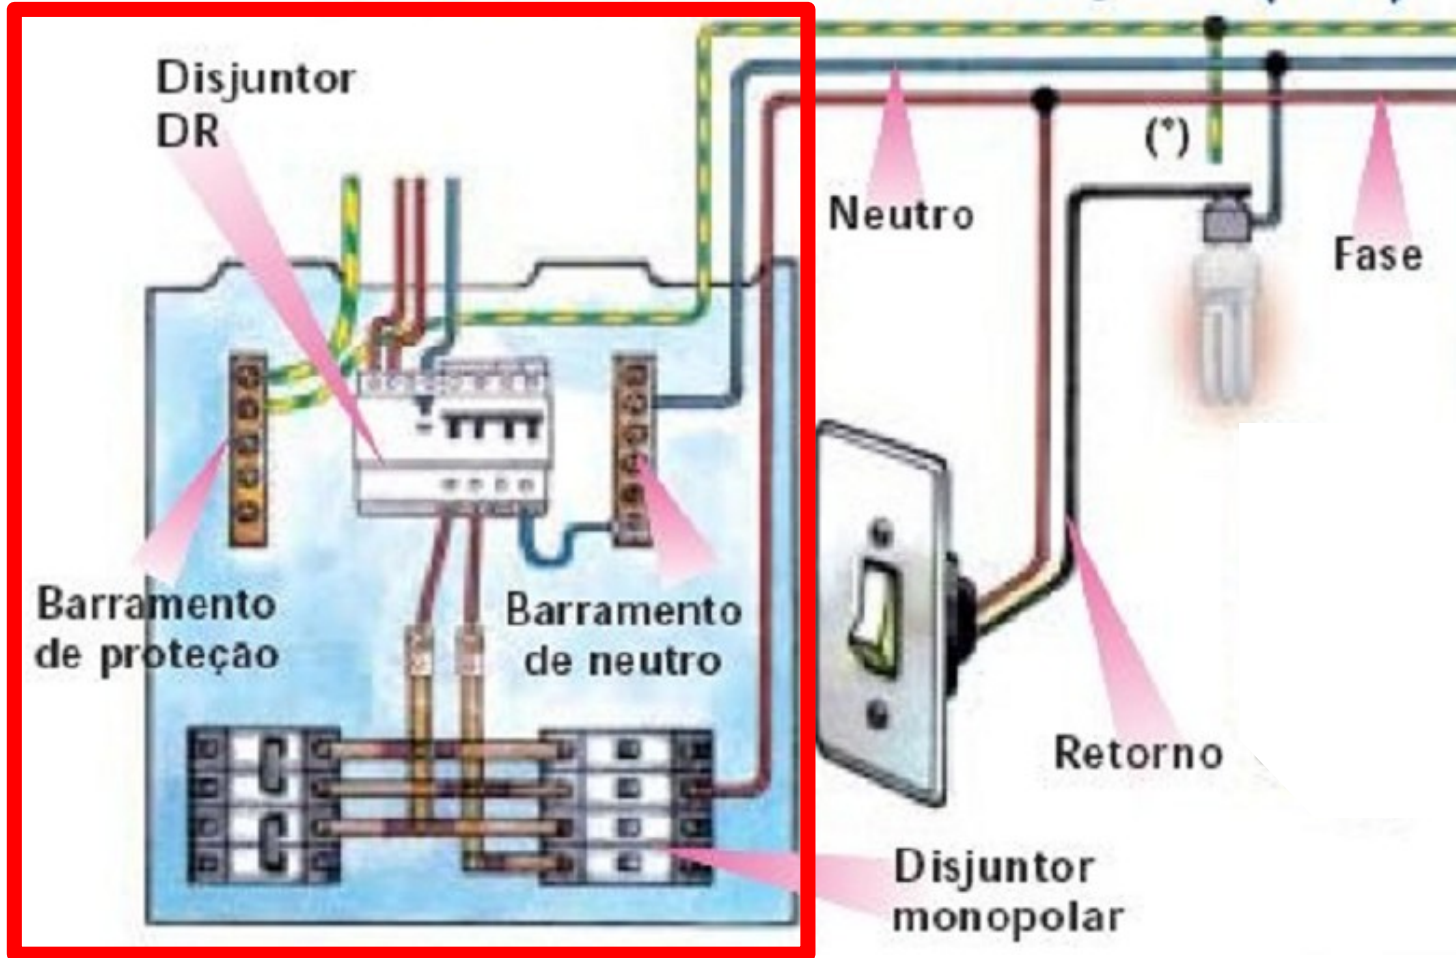 Disjuntor
DR
(*)
Neutro
Fase
Barramento
de proteção
Barramento
de neutro
Retorno
Disjuntor
monopolar